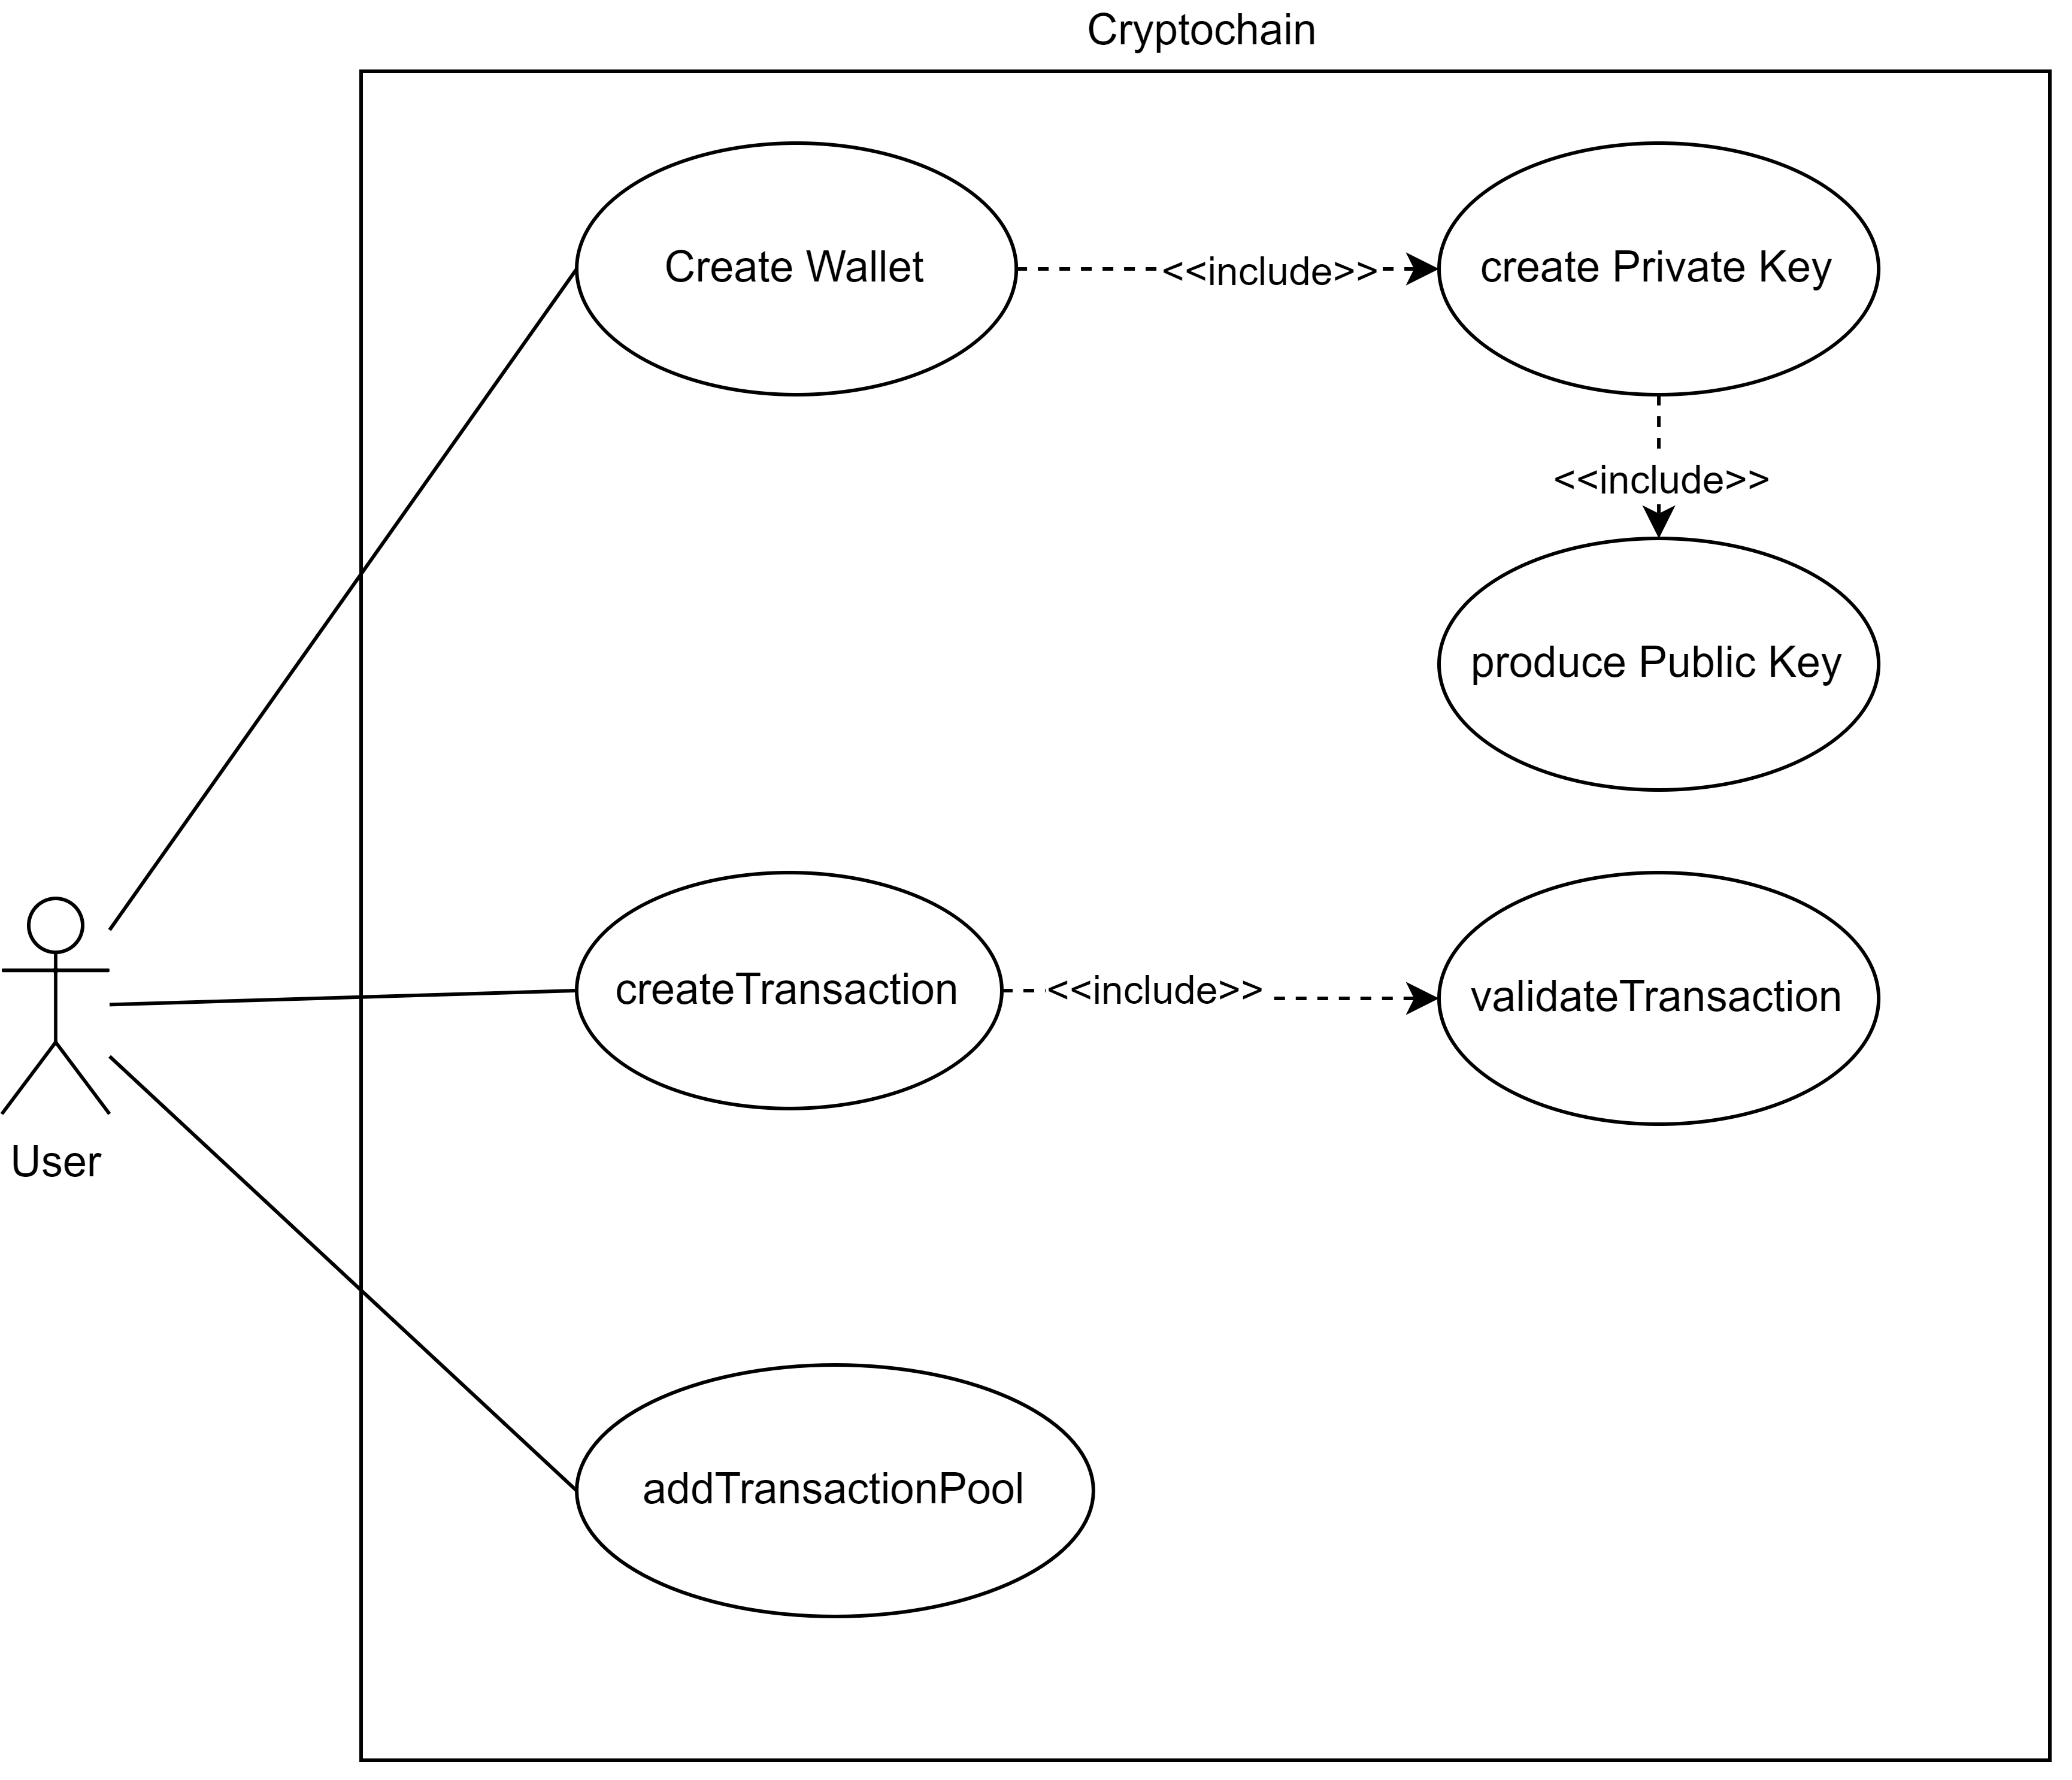 Cryptochain
Create Wallet
<<include>>
create Private Key
<<include>>
produce Public Key
createTransaction
<<include>>
validateTransaction
User
addTransactionPool